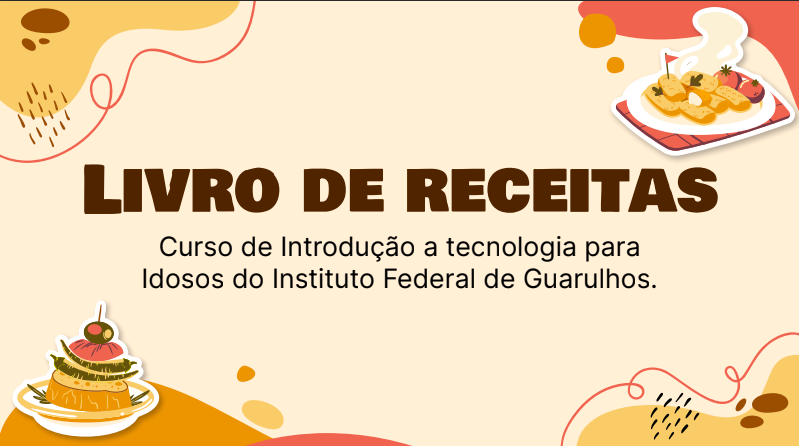 LIVRO DE RECEITAS
Curso de Introdução a tecnologia para
Idosos do Instituto Federal de Guarulhos.